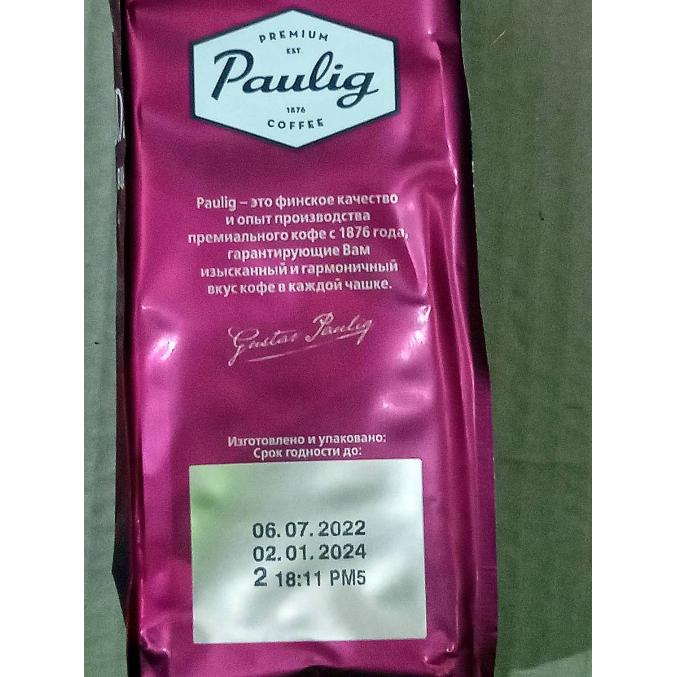 PREMIUM
EST.
Paulig
1876
COFFEE
Paulig – это финское качество
и опыт производства
премиального кофе с 1876 года,
гарантирующие Вам
изысканный и гармоничный
вкус кофе в каждой чашке.
Gustav Paulig
Изготовлено и упаковано:
Срок годности до:
06.07.2022
02.01.2024
2 18:11 PM5